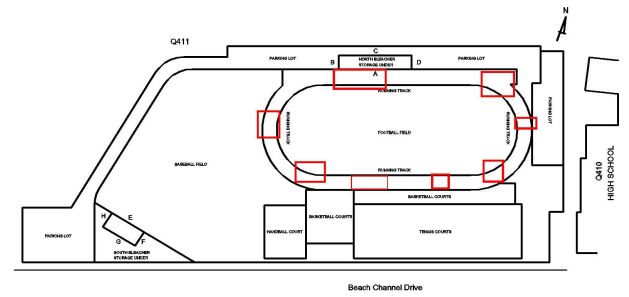 N
Q411
C
PARKING LOT
B
NORTH BLEACHER
STORAGE UNDER
D
PARKING LOT
A
RUNNING TRACK
PARKING LOT
RUNNING TRACK
FOOTBALL FIELD
RUNNING TRACK
BASEBALL FIELD
RUNNING TRACK
Q410
HIGH SCHOOL
BASKETBALL COURTS
H
E
BASKETBALL COURTS
HANDBALL COURT
TENNIS COURTS
PARKING LOT
G
F
SOUTH BLEACHER
STORAGE UNDER
Beach Channel Drive